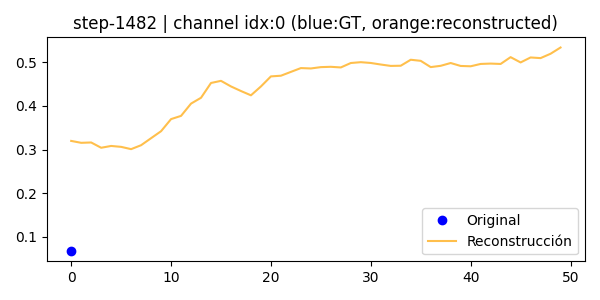 step-1482 | channel idx:0 (blue:GT, orange:reconstructed)
0.5
0.4
0.3
0.2
0.1
Original
Reconstrucción
0 10 20 30 40 50